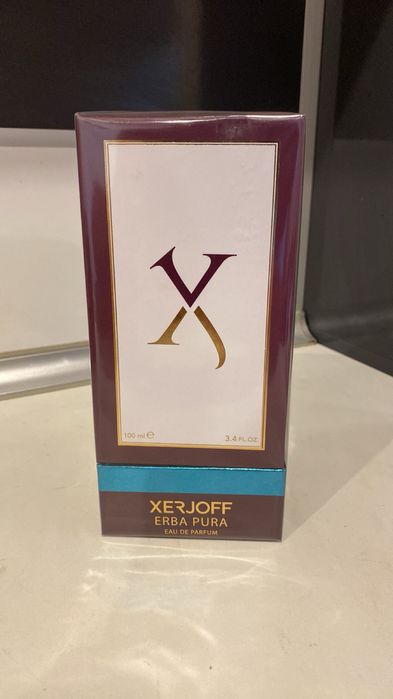 X
100 ml e 3.4 FL.OZ.
XERJOFF
ERBA PURA
EAU DE PARFUM